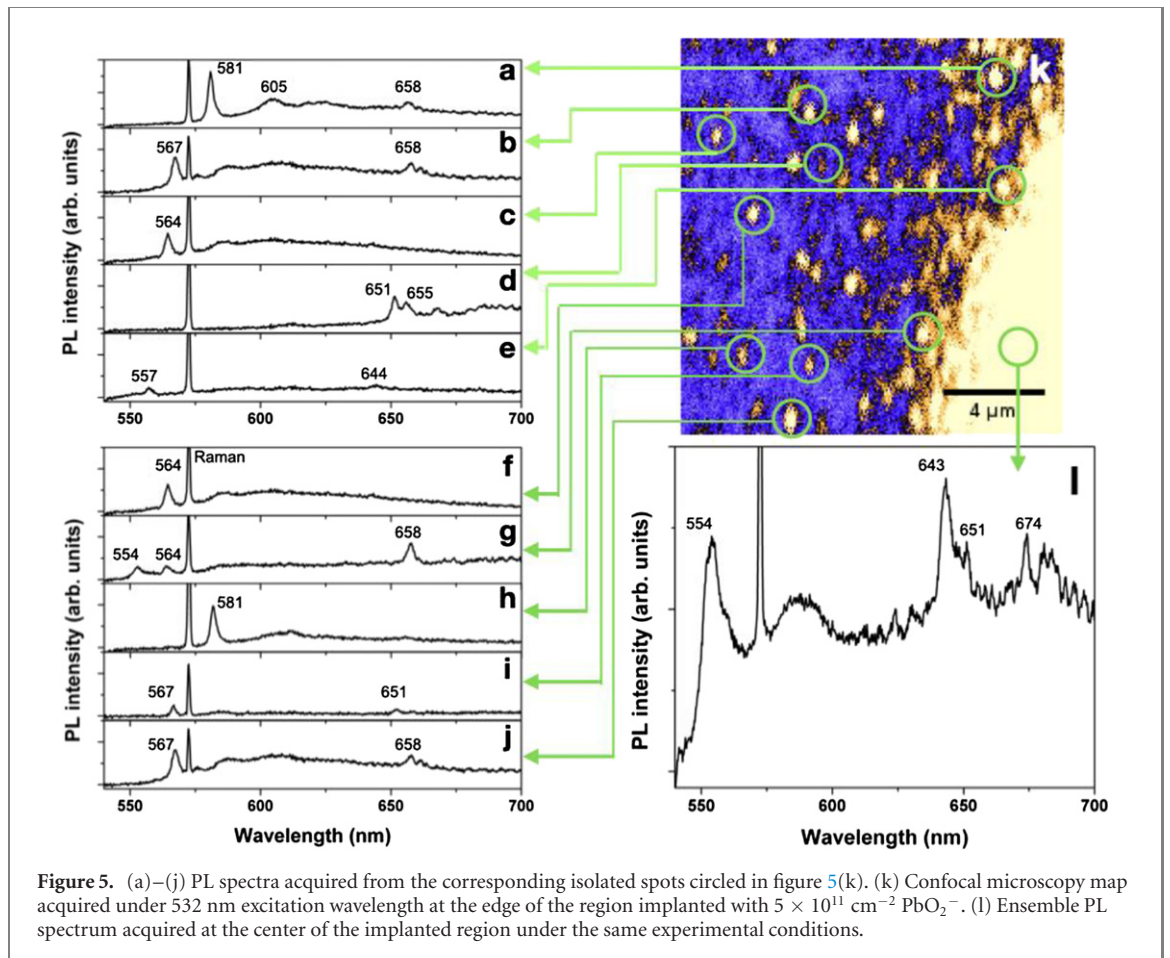 581
605
658
a
567
658
b
564
c
651
655
d
557
644
e
PL intensity (arb. units)
550
600
650
700
564
Raman
f
554
564
658
g
581
h
567
651
i
567
658
j
PL intensity (arb. units)
550
600
650
700
Wavelength (nm)
k
4 μm
554
643
651
674
l
PL intensity (arb. units)
550
600
650
700
Wavelength (nm)
Figure 5. (a)–(j) PL spectra acquired from the corresponding isolated spots circled in figure 5(k). (k) Confocal microscopy map
acquired under 532 nm excitation wavelength at the edge of the region implanted with 5 × 10¹¹ cm⁻² PbO₂⁻. (l) Ensemble PL
spectrum acquired at the center of the implanted region under the same experimental conditions.